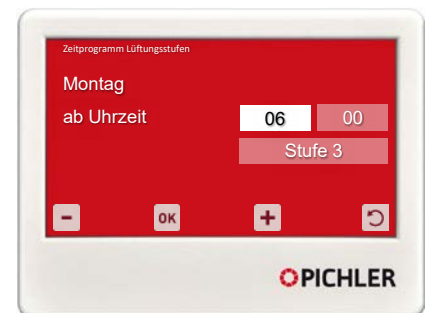 Zeitprogramm Lüftungsstufen
Montag
ab Uhrzeit 06 00
Stufe 3
- OK +
PICHLER